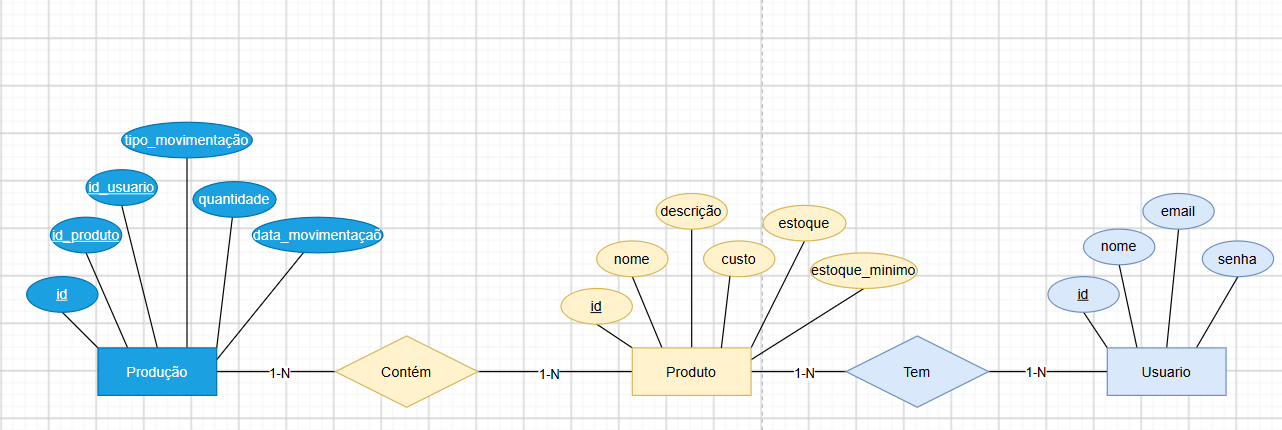 tipo_movimentação
id_usuario
quantidade
id_produto
data_movimentaçaõ
id
descrição
estoque
nome
custo
estoque_minimo
id
email
nome
senha
id
Produção
1-N
Contém
1-N
Produto
1-N
Tem
1-N
Usuario